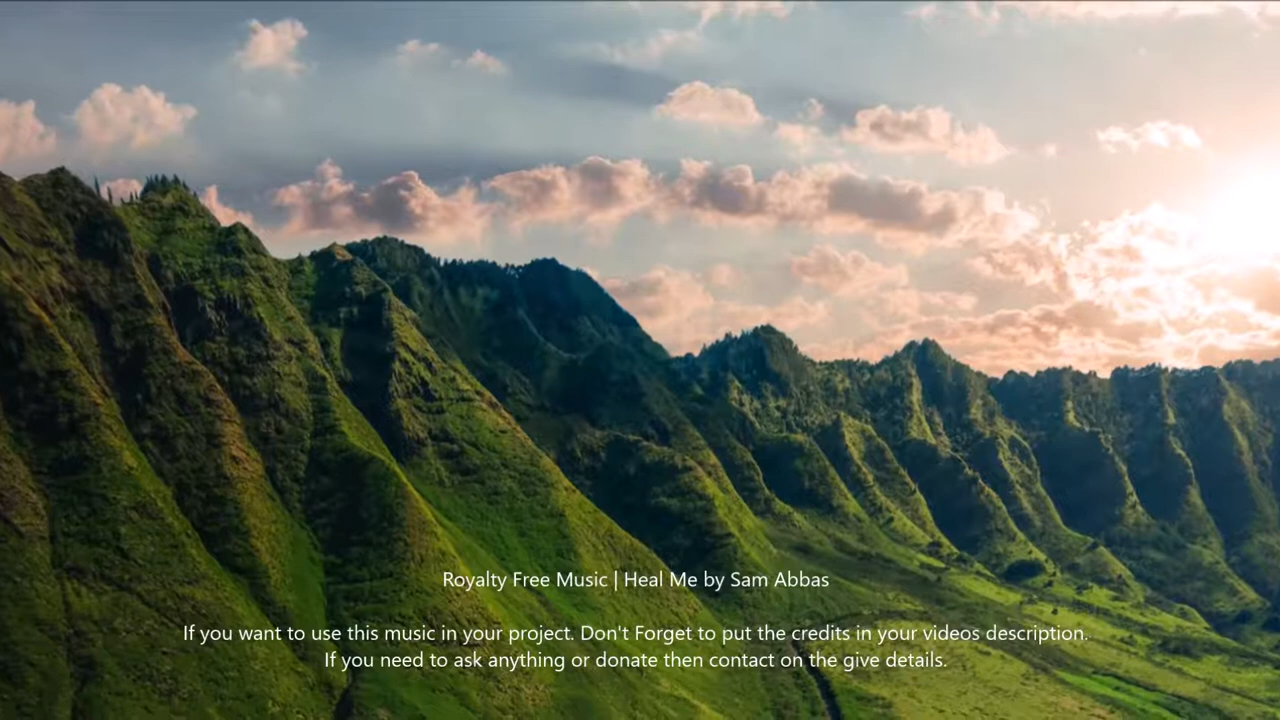 Royalty Free Music | Heal Me by Sam Abbas
If you want to use this music in your project. Don't Forget to put the credits in your videos description.
If you need to ask anything or donate then contact on the give details.